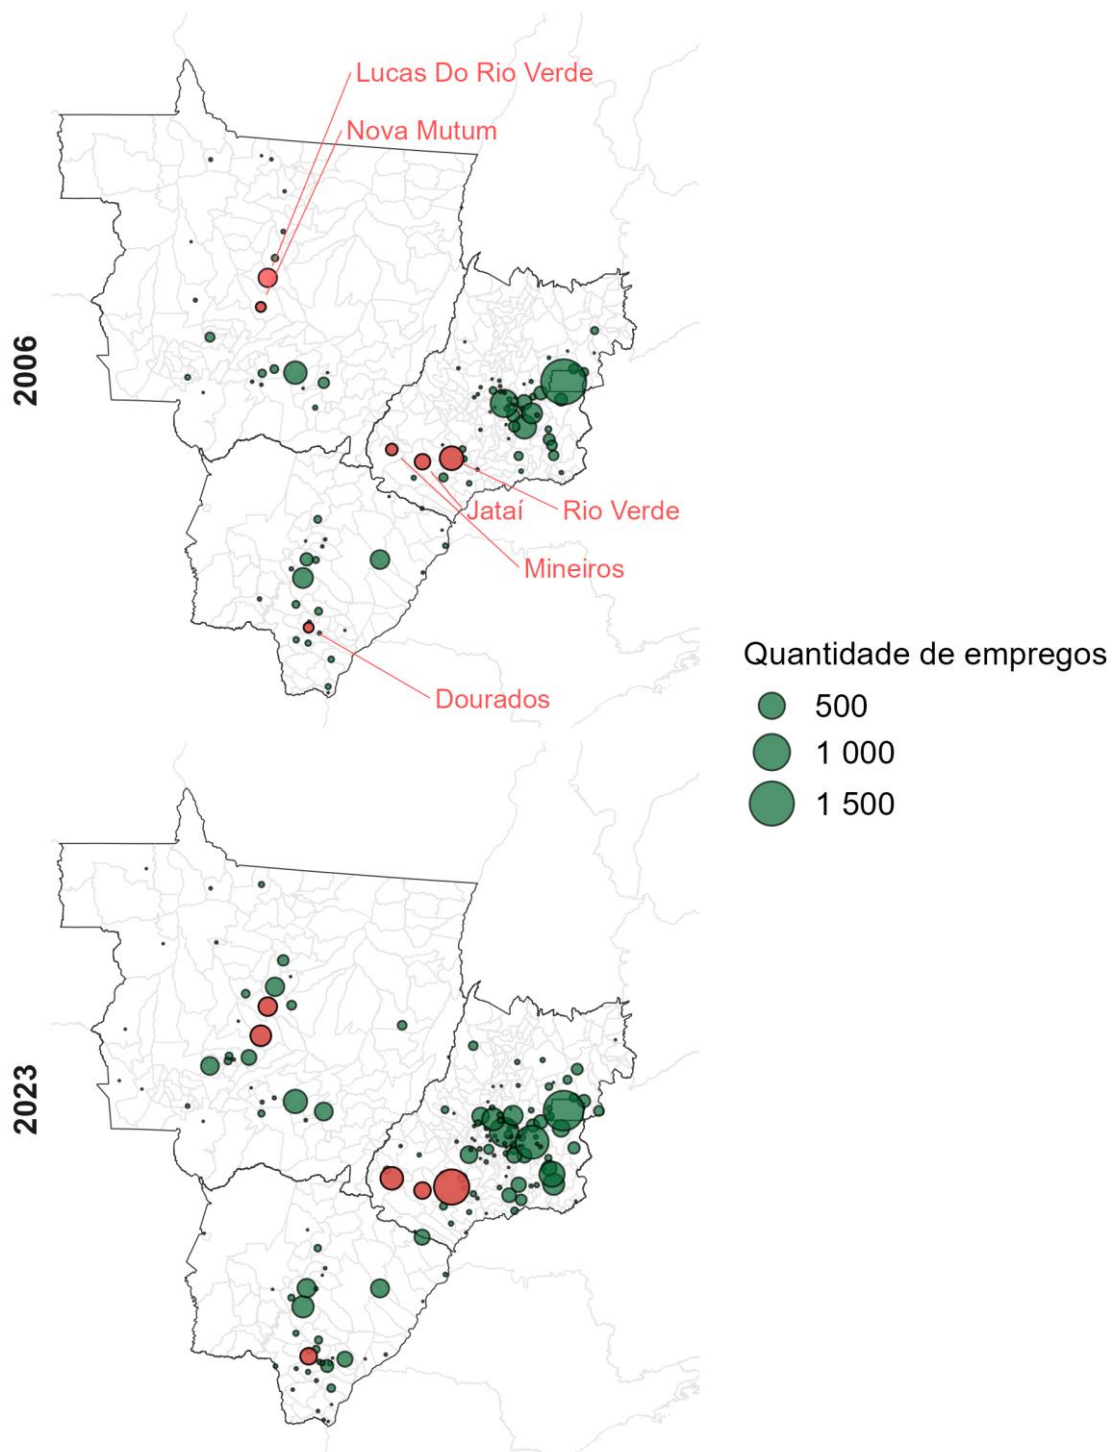 Lucas Do Rio Verde
Nova Mutum
2006
Jataí
Rio Verde
Mineiros
Dourados
Quantidade de empregos
500
1 000
1 500
2023